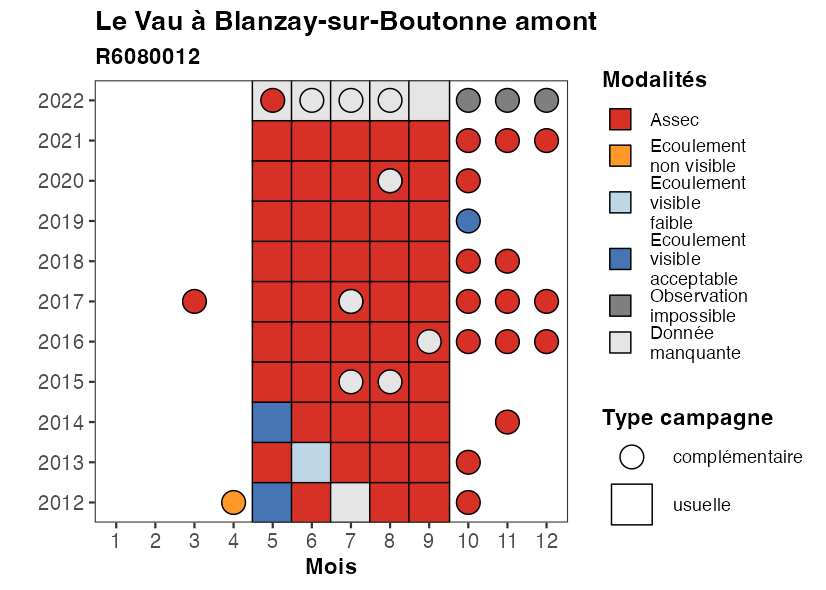 Le Vau à Blanzay-sur-Boutonne amont
R6080012
2022
2021
2020
2019
2018
2017
2016
2015
2014
2013
2012
1 2 3 4 5 6 7 8 9 10 11 12
Mois
Modalités
Assec
Ecoulement
non visible
Ecoulement
visible
faible
Ecoulement
visible
acceptable
Observation
impossible
Donnée
manquante
Type campagne
complémentaire
usuelle